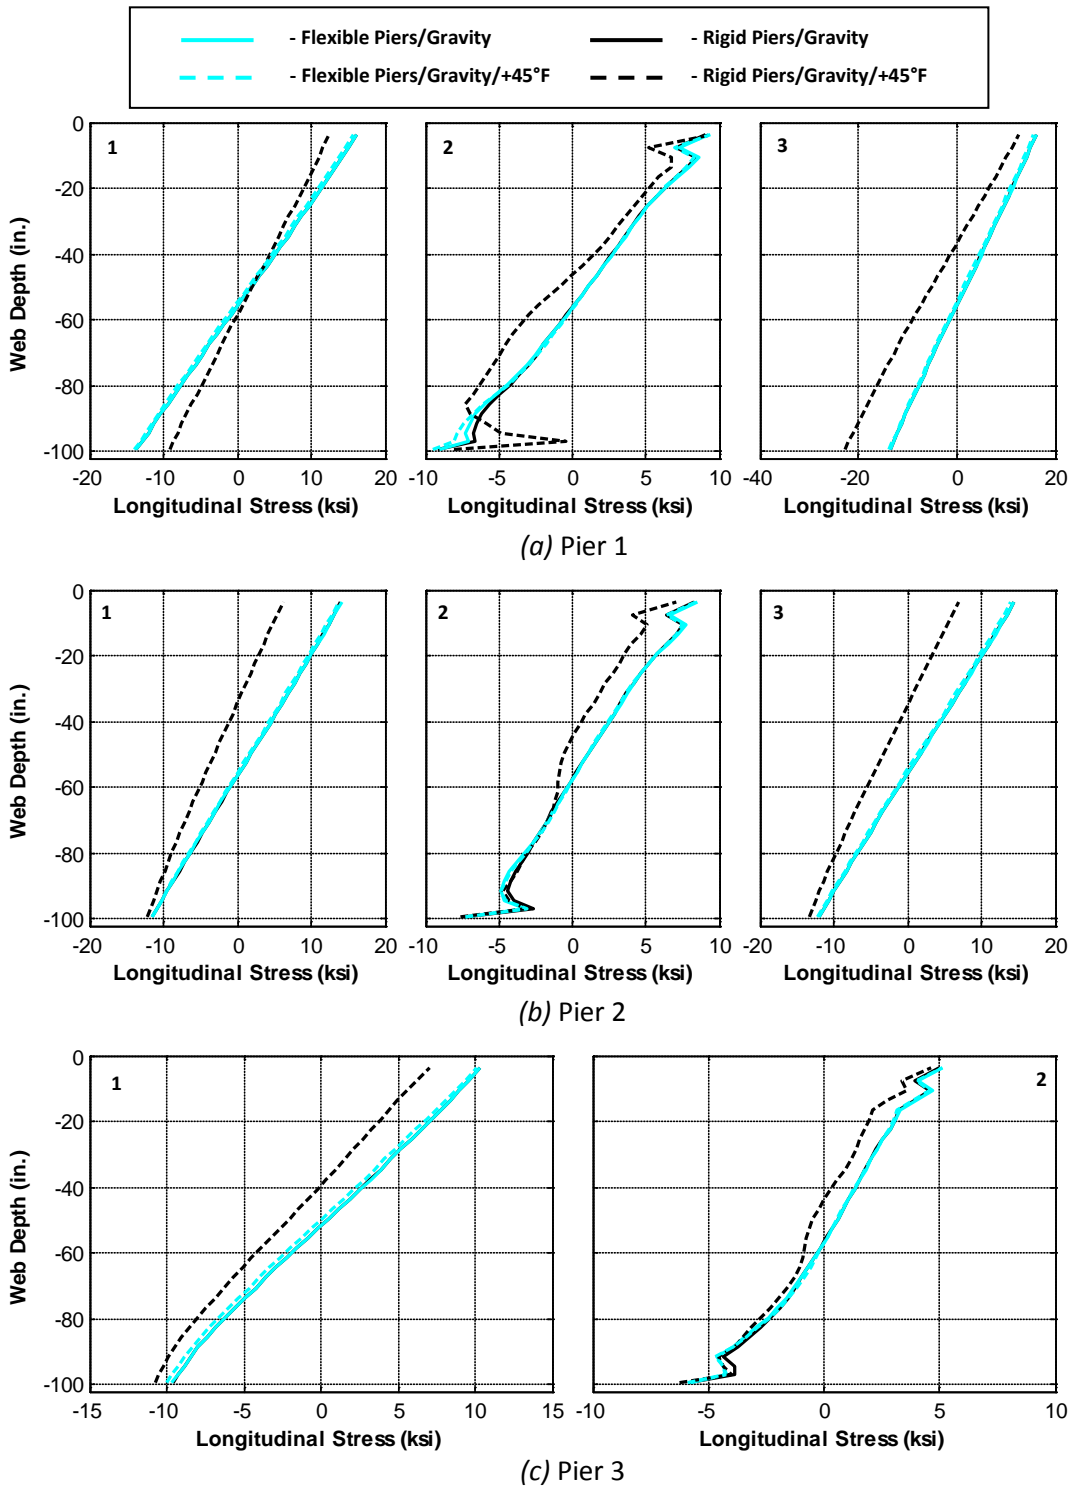 - Flexible Piers/Gravity - Rigid Piers/Gravity
- Flexible Piers/Gravity/+45°F - Rigid Piers/Gravity/+45°F
1
2
3
0
-20
-40
-60
-80
-100
Web Depth (in.)
-20 -10 0 10 20
-10 -5 0 5 10
-40 -20 0 20
Longitudinal Stress (ksi) Longitudinal Stress (ksi) Longitudinal Stress (ksi)
(a) Pier 1
1
2
3
0
-20
-40
-60
-80
-100
Web Depth (in.)
-20 -10 0 10 20
-10 -5 0 5 10
-20 -10 0 10 20
Longitudinal Stress (ksi) Longitudinal Stress (ksi) Longitudinal Stress (ksi)
(b) Pier 2
1
2
0
-20
-40
-60
-80
-100
Web Depth (in.)
-15 -10 -5 0 5 10 15
-10 -5 0 5 10
Longitudinal Stress (ksi) Longitudinal Stress (ksi)
(c) Pier 3